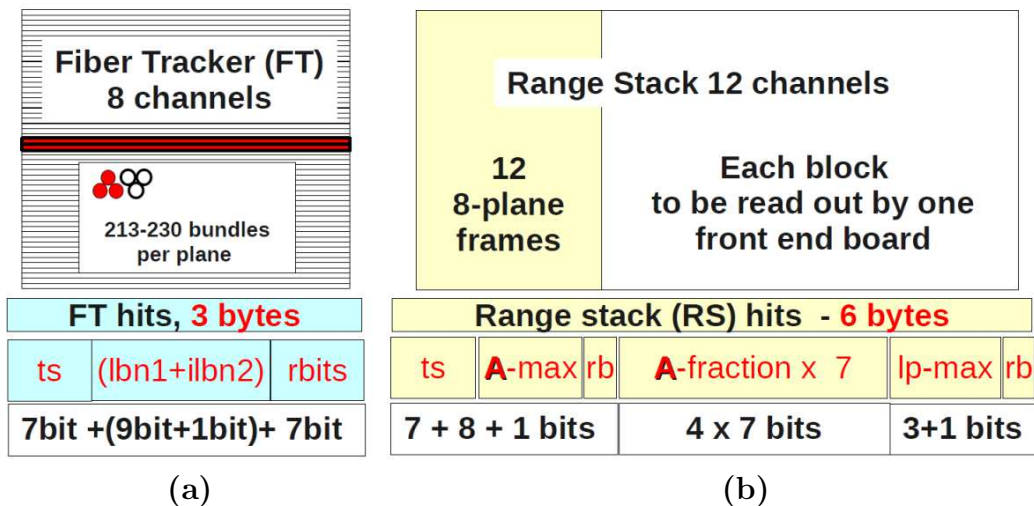 Fiber Tracker (FT)
8 channels
213-230 bundles
per plane
FT hits, 3 bytes
ts (lbn1+ilbn2) rbits
7bit +(9bit+1bit)+ 7bit
(a)
Range Stack 12 channels
12
8-plane
frames
Each block
to be read out by one
front end board
Range stack (RS) hits - 6 bytes
ts A-max rb A-fraction x 7 lp-max rb
7 + 8 + 1 bits 4 x 7 bits 3+1 bits
(b)